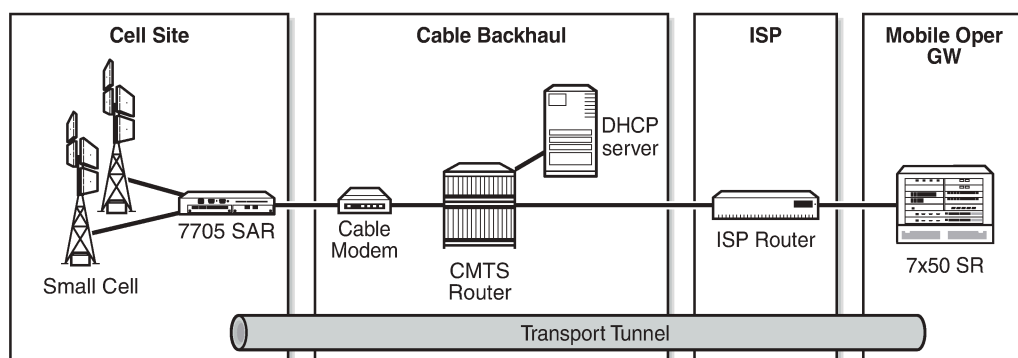 Cell Site
Cable Backhaul
ISP
Mobile Oper
GW
DHCP
server
7705 SAR
Cable
Modem
CMTS
Router
ISP Router
7x50 SR
Small Cell
Transport Tunnel